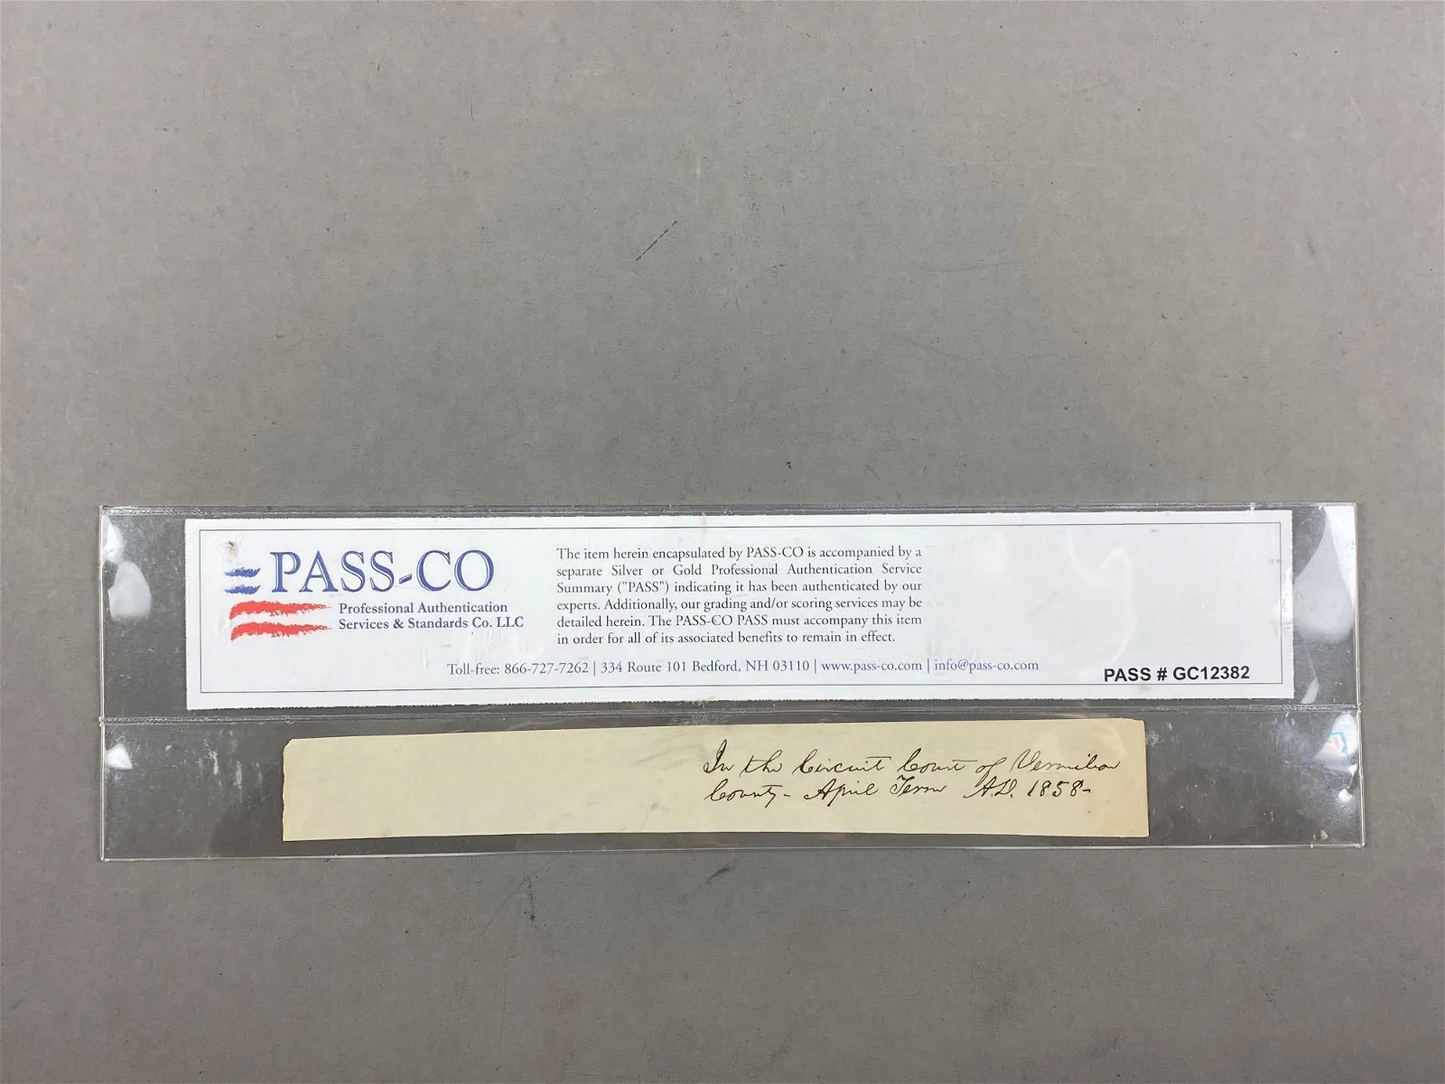 PASS-CO
Professional Authentication
Services & Standards Co. LLC
The item herein encapsulated by PASS-CO is accompanied by a
separate Silver or Gold Professional Authentication Service
Summary ("PASS") indicating it has been authenticated by our
experts. Additionally, our grading and/or scoring services may be
detailed herein. The PASS-CO PASS must accompany this item
in order for all of its associated benefits to remain in effect.
Toll-free: 866-727-7262 | 334 Route 101 Bedford, NH 03110 | www.pass-co.com | info@pass-co.com
PASS # GC12382
In the Circuit Court of Vermilion
County - April Term A.D. 1858-